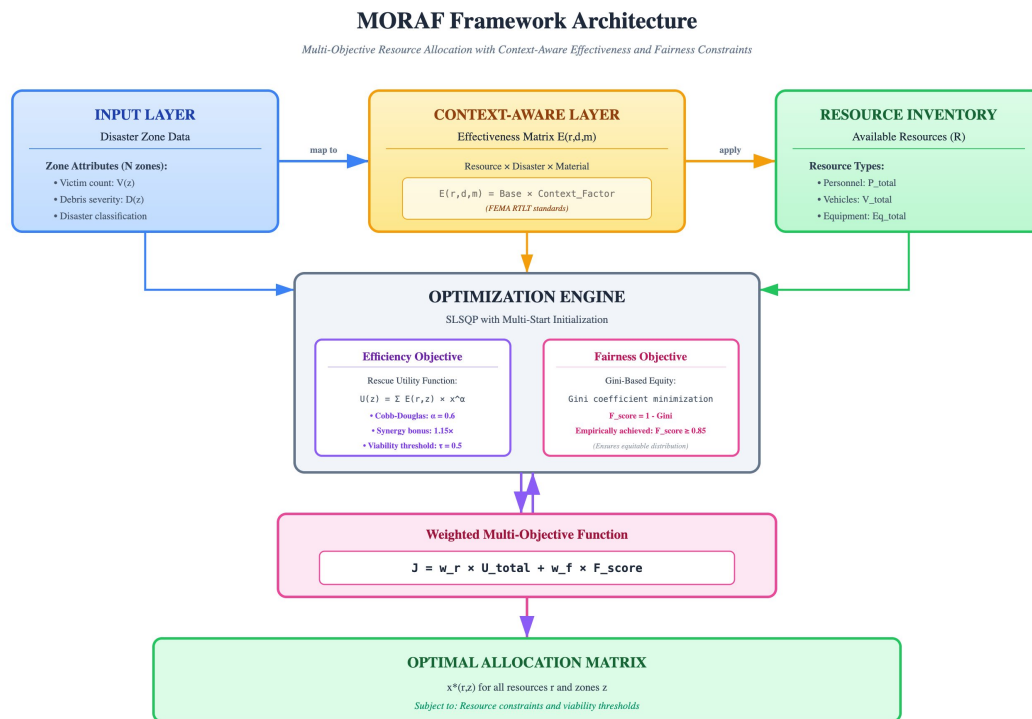 MORAF Framework Architecture
Multi-Objective Resource Allocation with Context-Aware Effectiveness and Fairness Constraints
INPUT LAYER
Disaster Zone Data
Zone Attributes (N zones):
• Victim count: V(z)
• Debris severity: D(z)
• Disaster classification
map to
CONTEXT-AWARE LAYER
Effectiveness Matrix E(r,d,m)
Resource × Disaster × Material
E(r,d,m) = Base × Context_Factor
(FEMA RTLT standards)
apply
RESOURCE INVENTORY
Available Resources (R)
Resource Types:
• Personnel: P_total
• Vehicles: V_total
• Equipment: Eq_total
OPTIMIZATION ENGINE
SLSQP with Multi-Start Initialization
Efficiency Objective
Rescue Utility Function:
U(z) = Σ E(r,z) × x^α
• Cobb-Douglas: α = 0.6
• Synergy bonus: 1.15×
• Viability threshold: τ = 0.5
Fairness Objective
Gini-Based Equity:
Gini coefficient minimization
F_score = 1 - Gini
Empirically achieved: F_score ≥ 0.85
(Ensures equitable distribution)
Weighted Multi-Objective Function
J = w_r × U_total + w_f × F_score
OPTIMAL ALLOCATION MATRIX
x*(r,z) for all resources r and zones z
Subject to: Resource constraints and viability thresholds